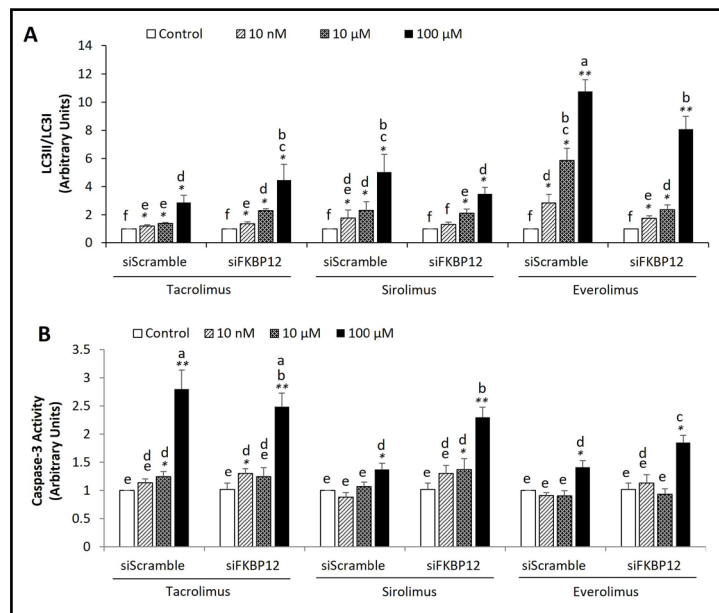 A
Control 10 nM 10 µM 100 µM
LC3II/LC3I
(Arbitrary Units)
14
12
10
8
6
4
2
0
f e * e * d * f e * d * b c * f d e * d * b c * f f e * d * f d * b c * a ** f e * d * b **
siScramble siFKBP12 siScramble siFKBP12 siScramble siFKBP12
Tacrolimus Sirolimus Everolimus
B
Control 10 nM 10 µM 100 µM
Caspase-3 Activity
(Arbitrary Units)
3.5
3
2.5
2
1.5
1
0.5
0
e d e d * a ** e d * d e a b ** e e e d * e d e d * b ** e e e d * e d e e c *
siScramble siFKBP12 siScramble siFKBP12 siScramble siFKBP12
Tacrolimus Sirolimus Everolimus